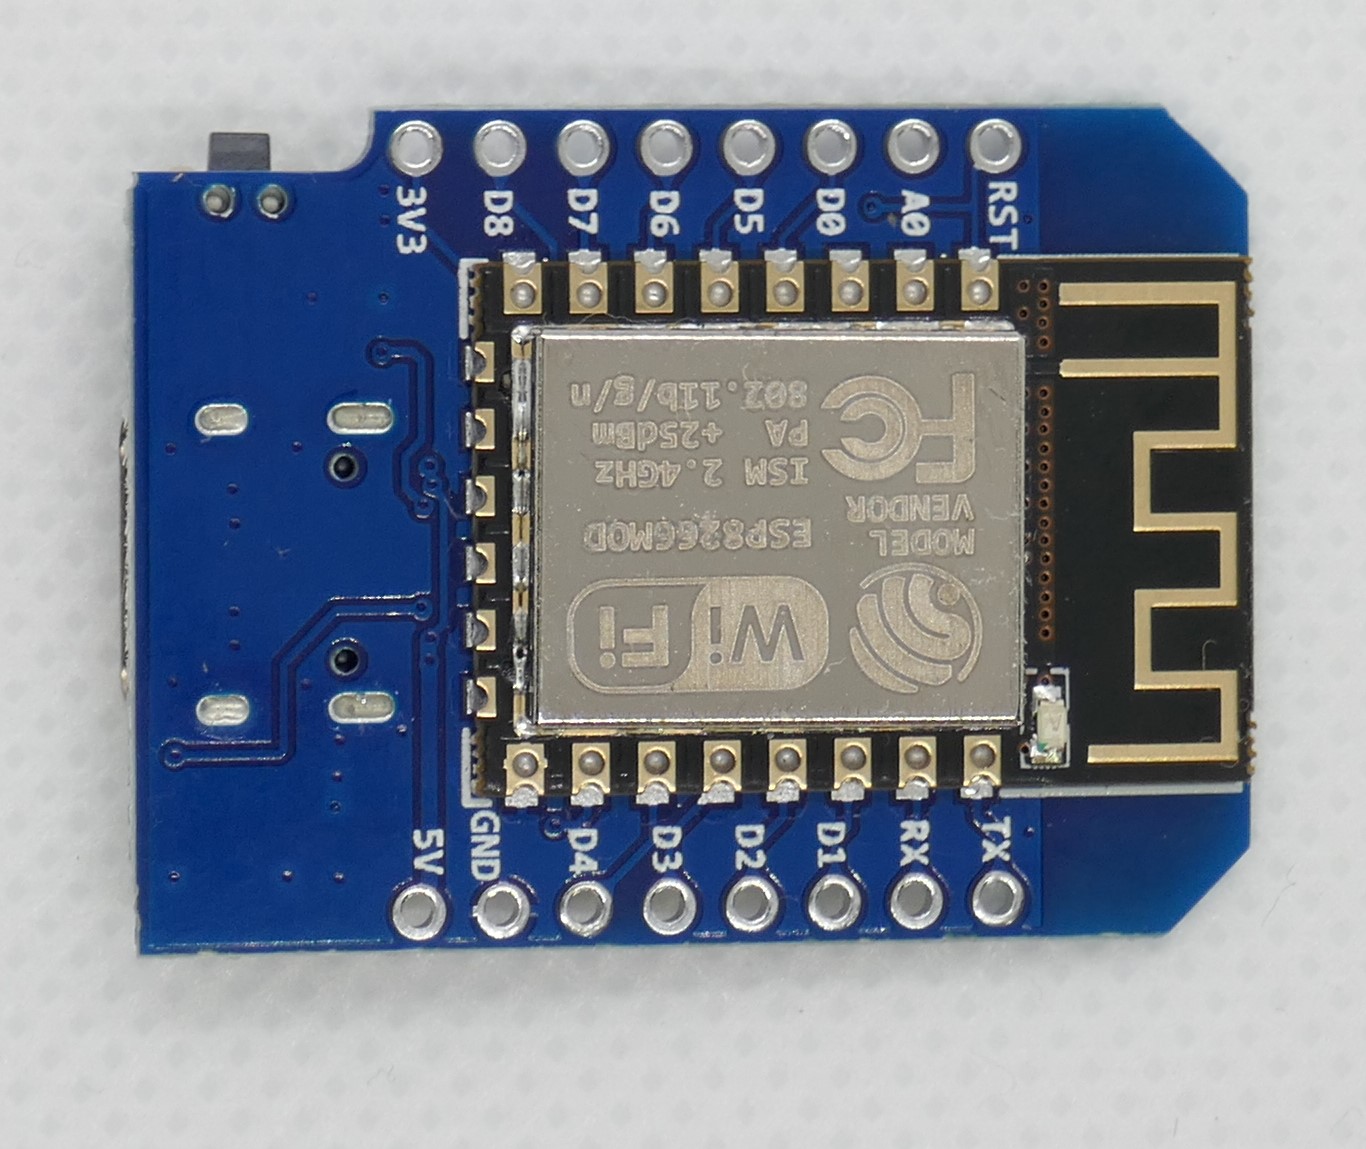 TX
RX
D1
D2
D3
D4
GND
5V
WiFi
MODEL
VENDOR
ESP8266MOD
FC
ISM 2.4GHz
PA +25dBm
802.11b/g/n
RST
A0
D0
D5
D6
D7
D8
3V3